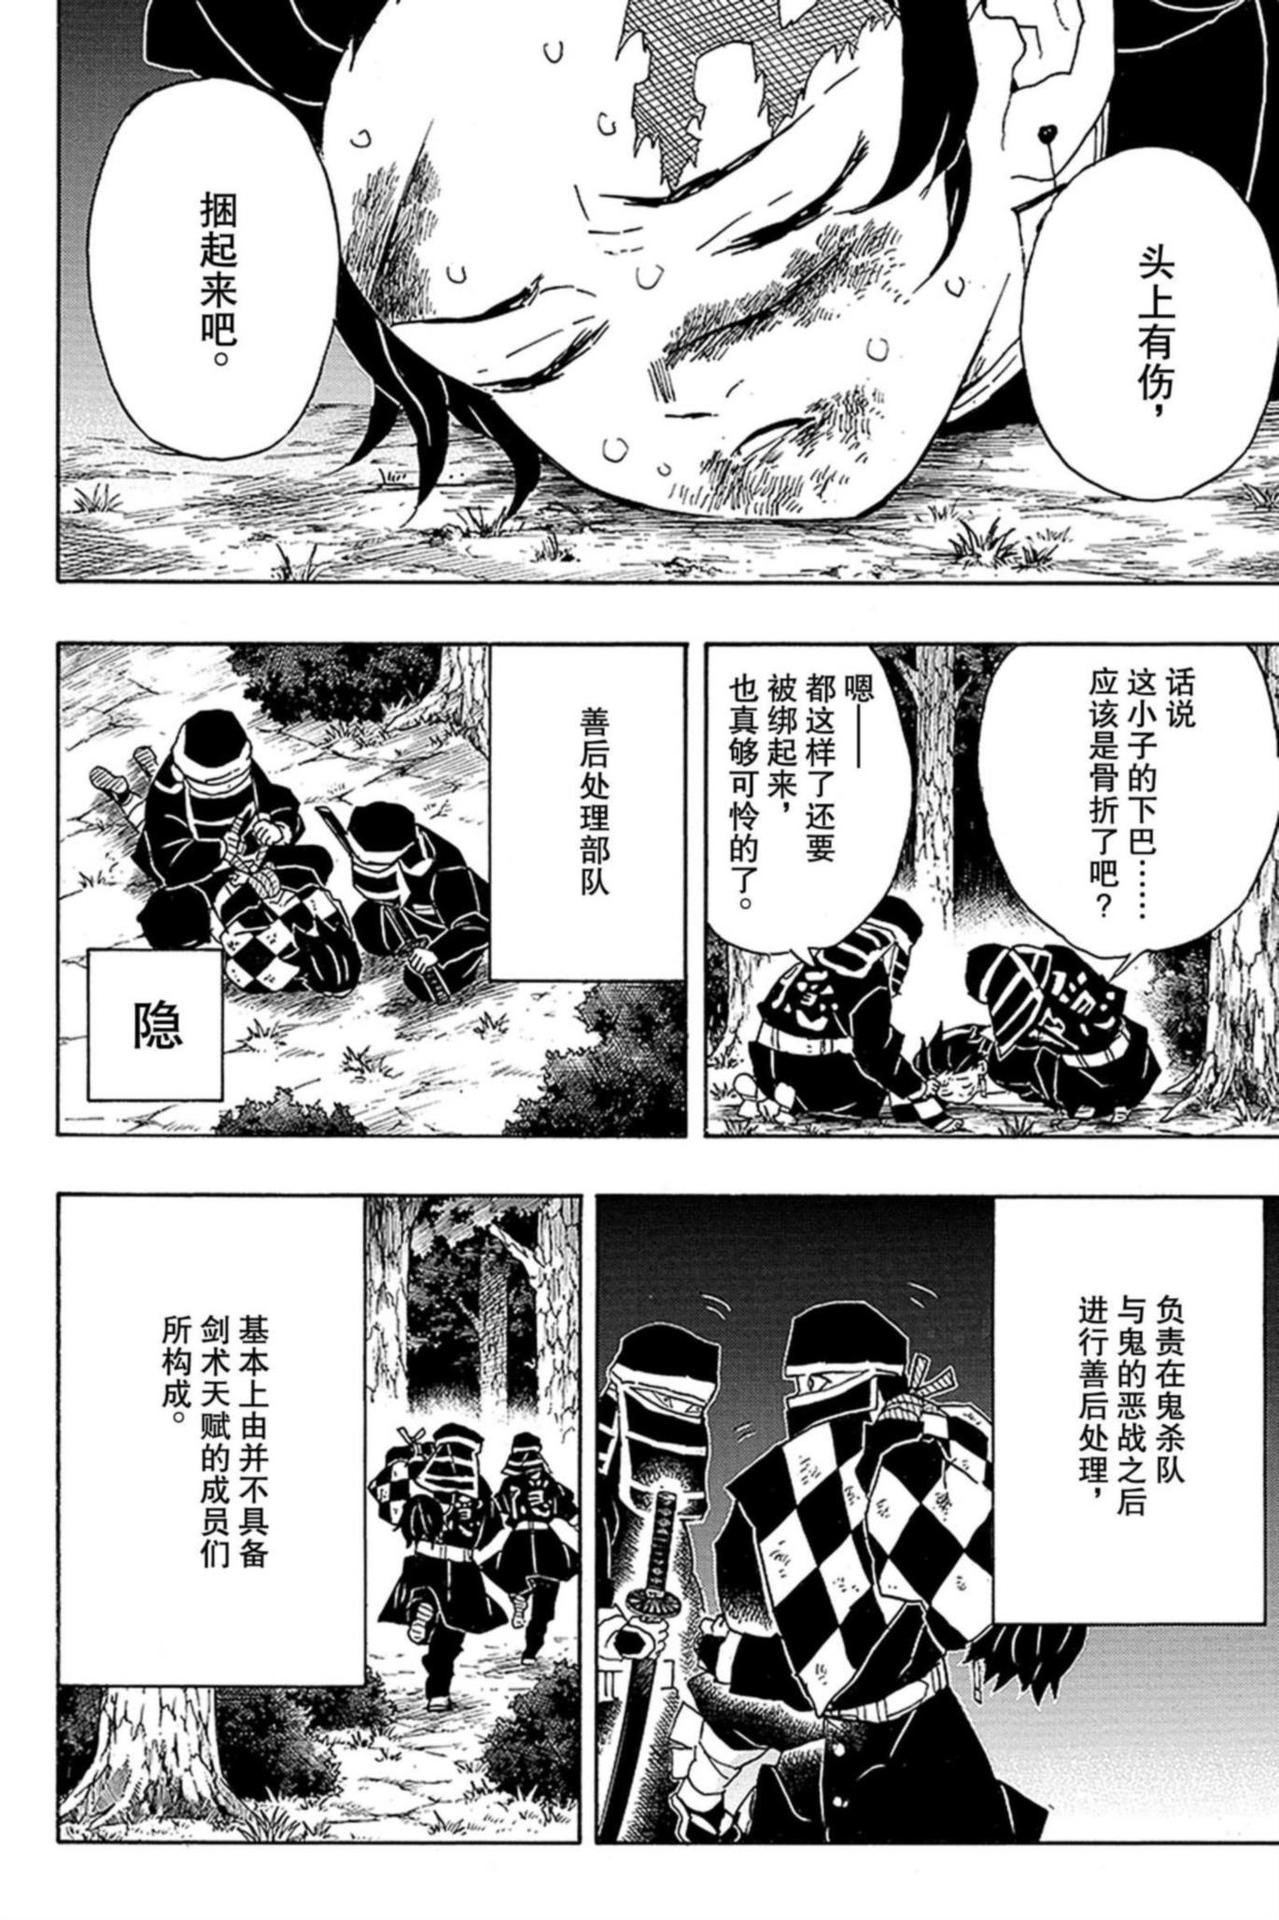 头上有伤，
捆起来吧。
话说
这小子的下巴……
应该是骨折了吧？
嗯——
都这样了还要
被绑起来，
也真够可怜的了。
善后处理部队
隐
负责在鬼杀队
与鬼的恶战之后
进行善后处理，
基本上由并不具备
剑术天赋的成员们
所构成。